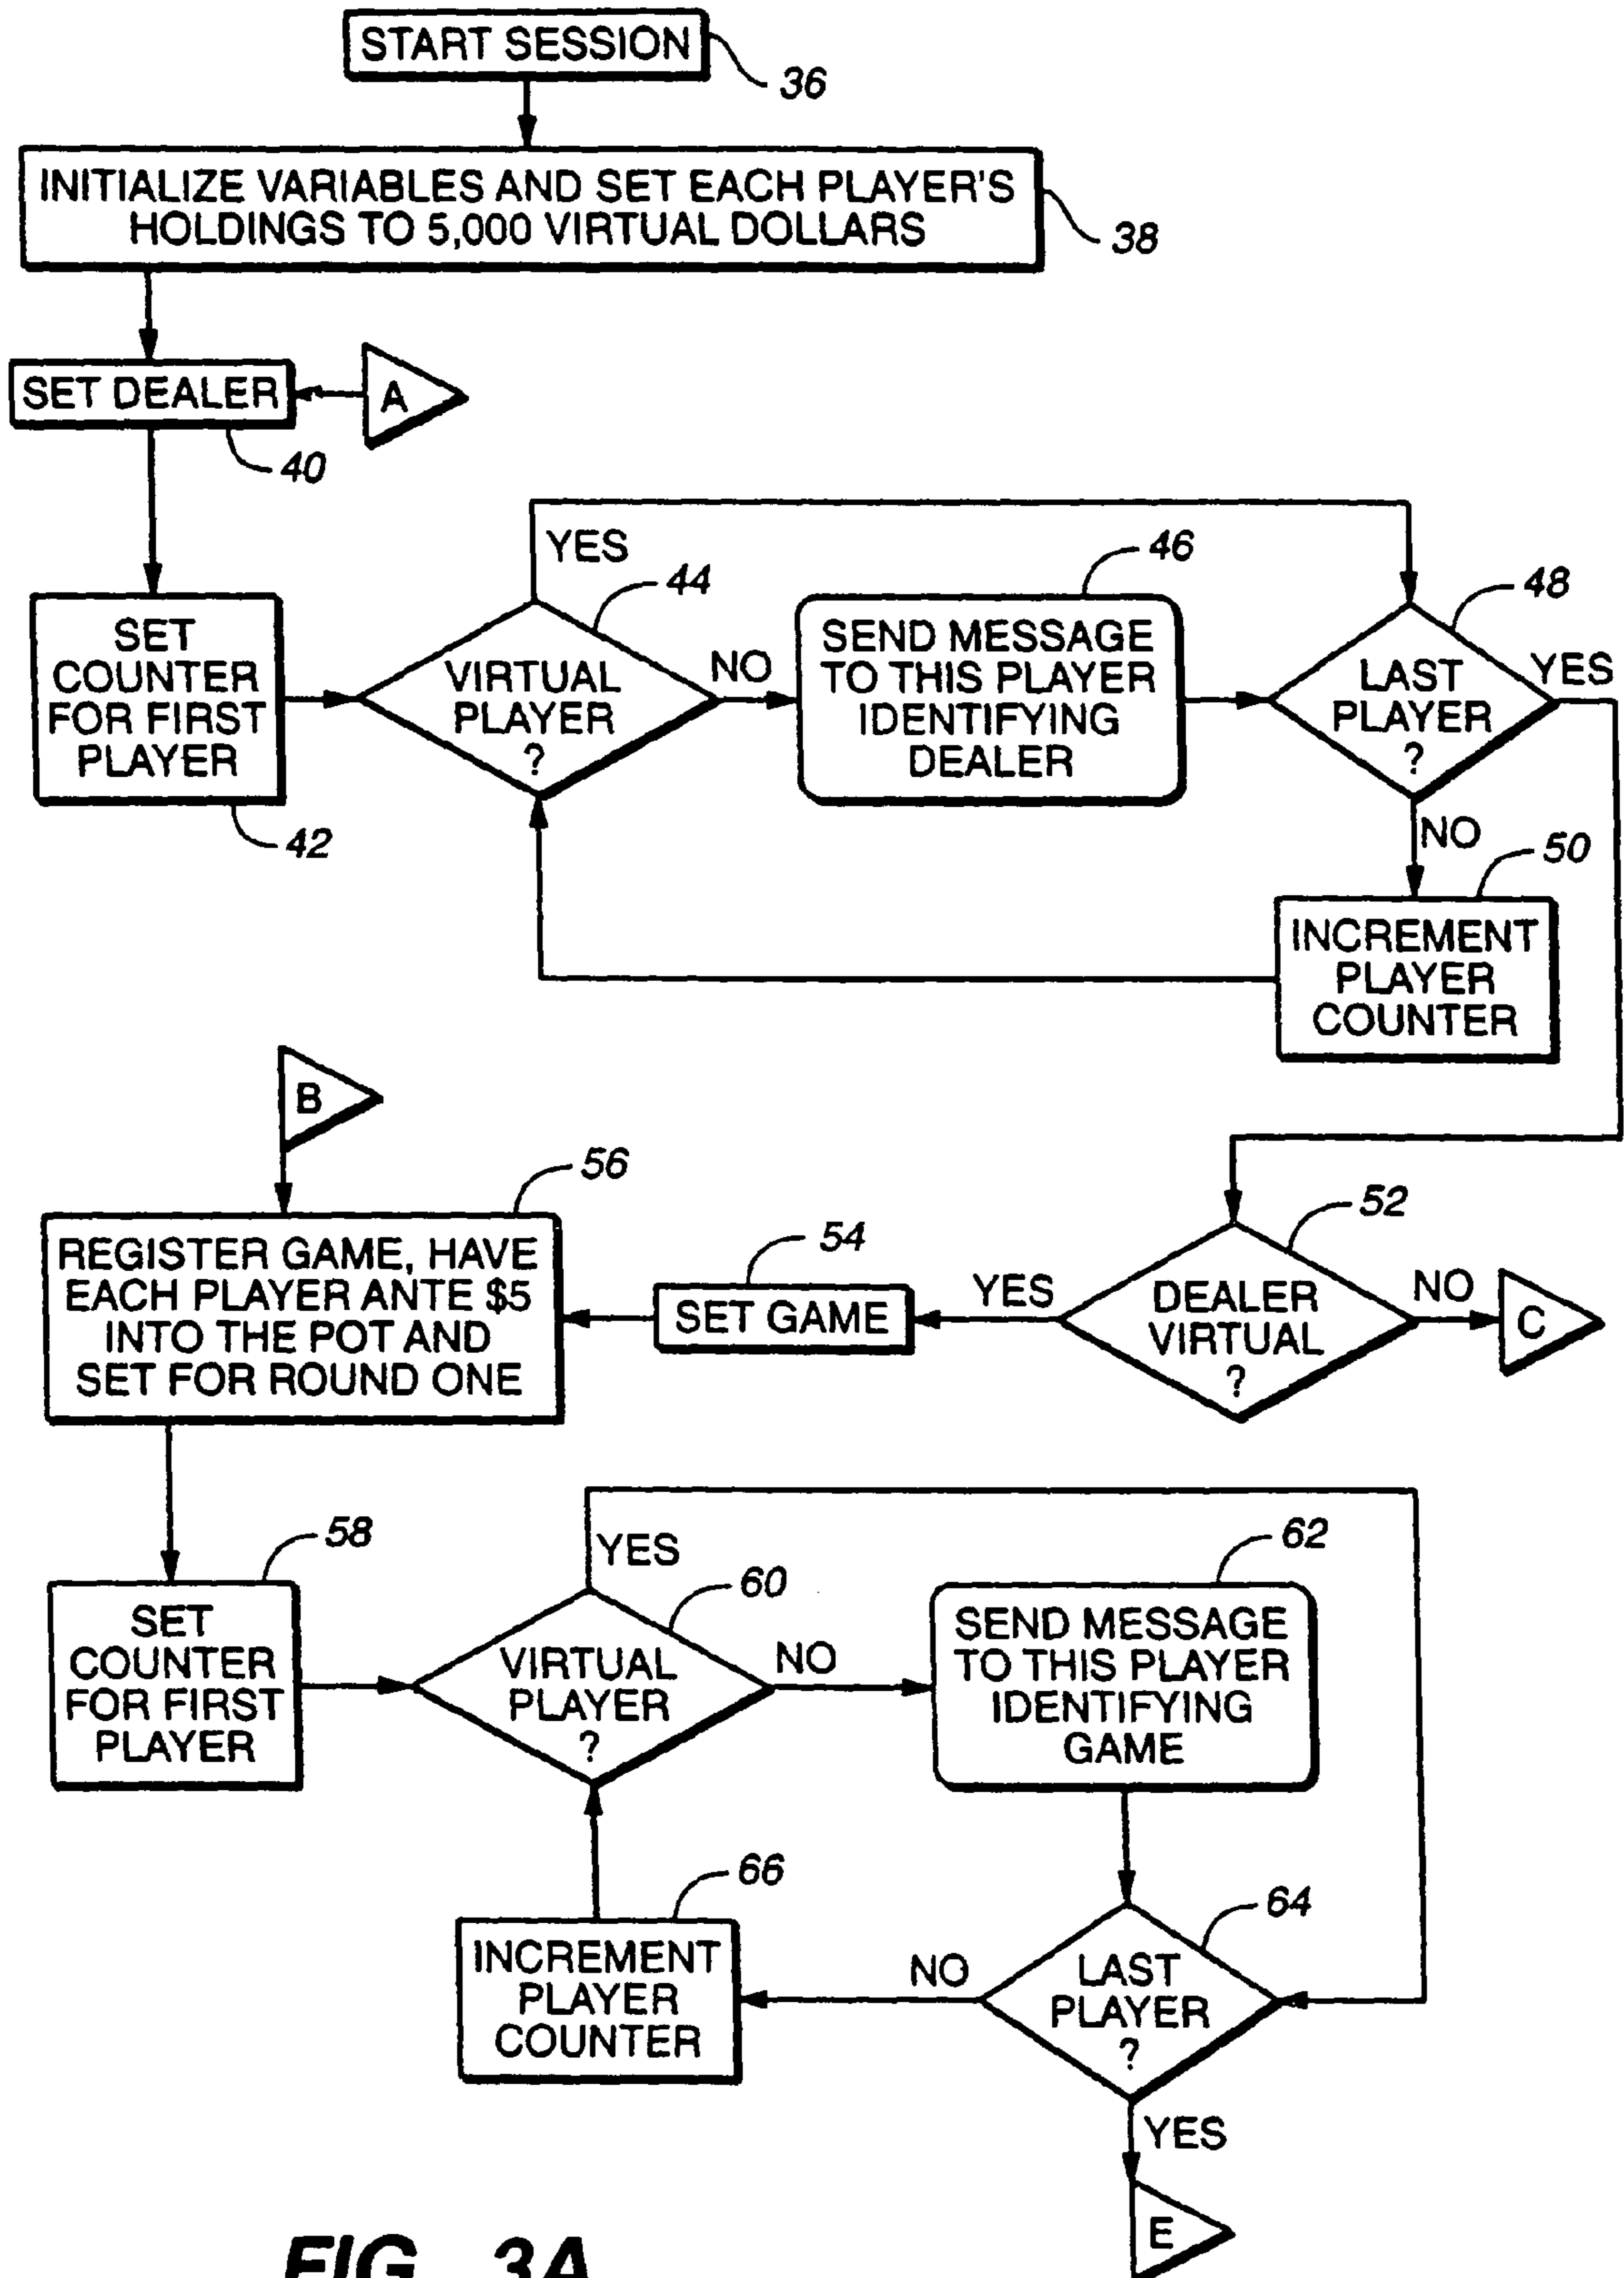 START SESSION
36
INITIALIZE VARIABLES AND SET EACH PLAYER'S
HOLDINGS TO 5,000 VIRTUAL DOLLARS
38
SET DEALER
A
40
SET
COUNTER
FOR FIRST
PLAYER
42
YES
44
VIRTUAL
PLAYER
?
NO
46
SEND MESSAGE
TO THIS PLAYER
IDENTIFYING
DEALER
48
LAST
PLAYER
?
YES
NO
50
INCREMENT
PLAYER
COUNTER
B
56
REGISTER GAME, HAVE
EACH PLAYER ANTE $5
INTO THE POT AND
SET FOR ROUND ONE
54
SET GAME
YES
52
DEALER
VIRTUAL
?
NO
C
58
SET
COUNTER
FOR FIRST
PLAYER
YES
60
VIRTUAL
PLAYER
?
NO
62
SEND MESSAGE
TO THIS PLAYER
IDENTIFYING
GAME
66
INCREMENT
PLAYER
COUNTER
NO
64
LAST
PLAYER
?
YES
E
FIG. 3A